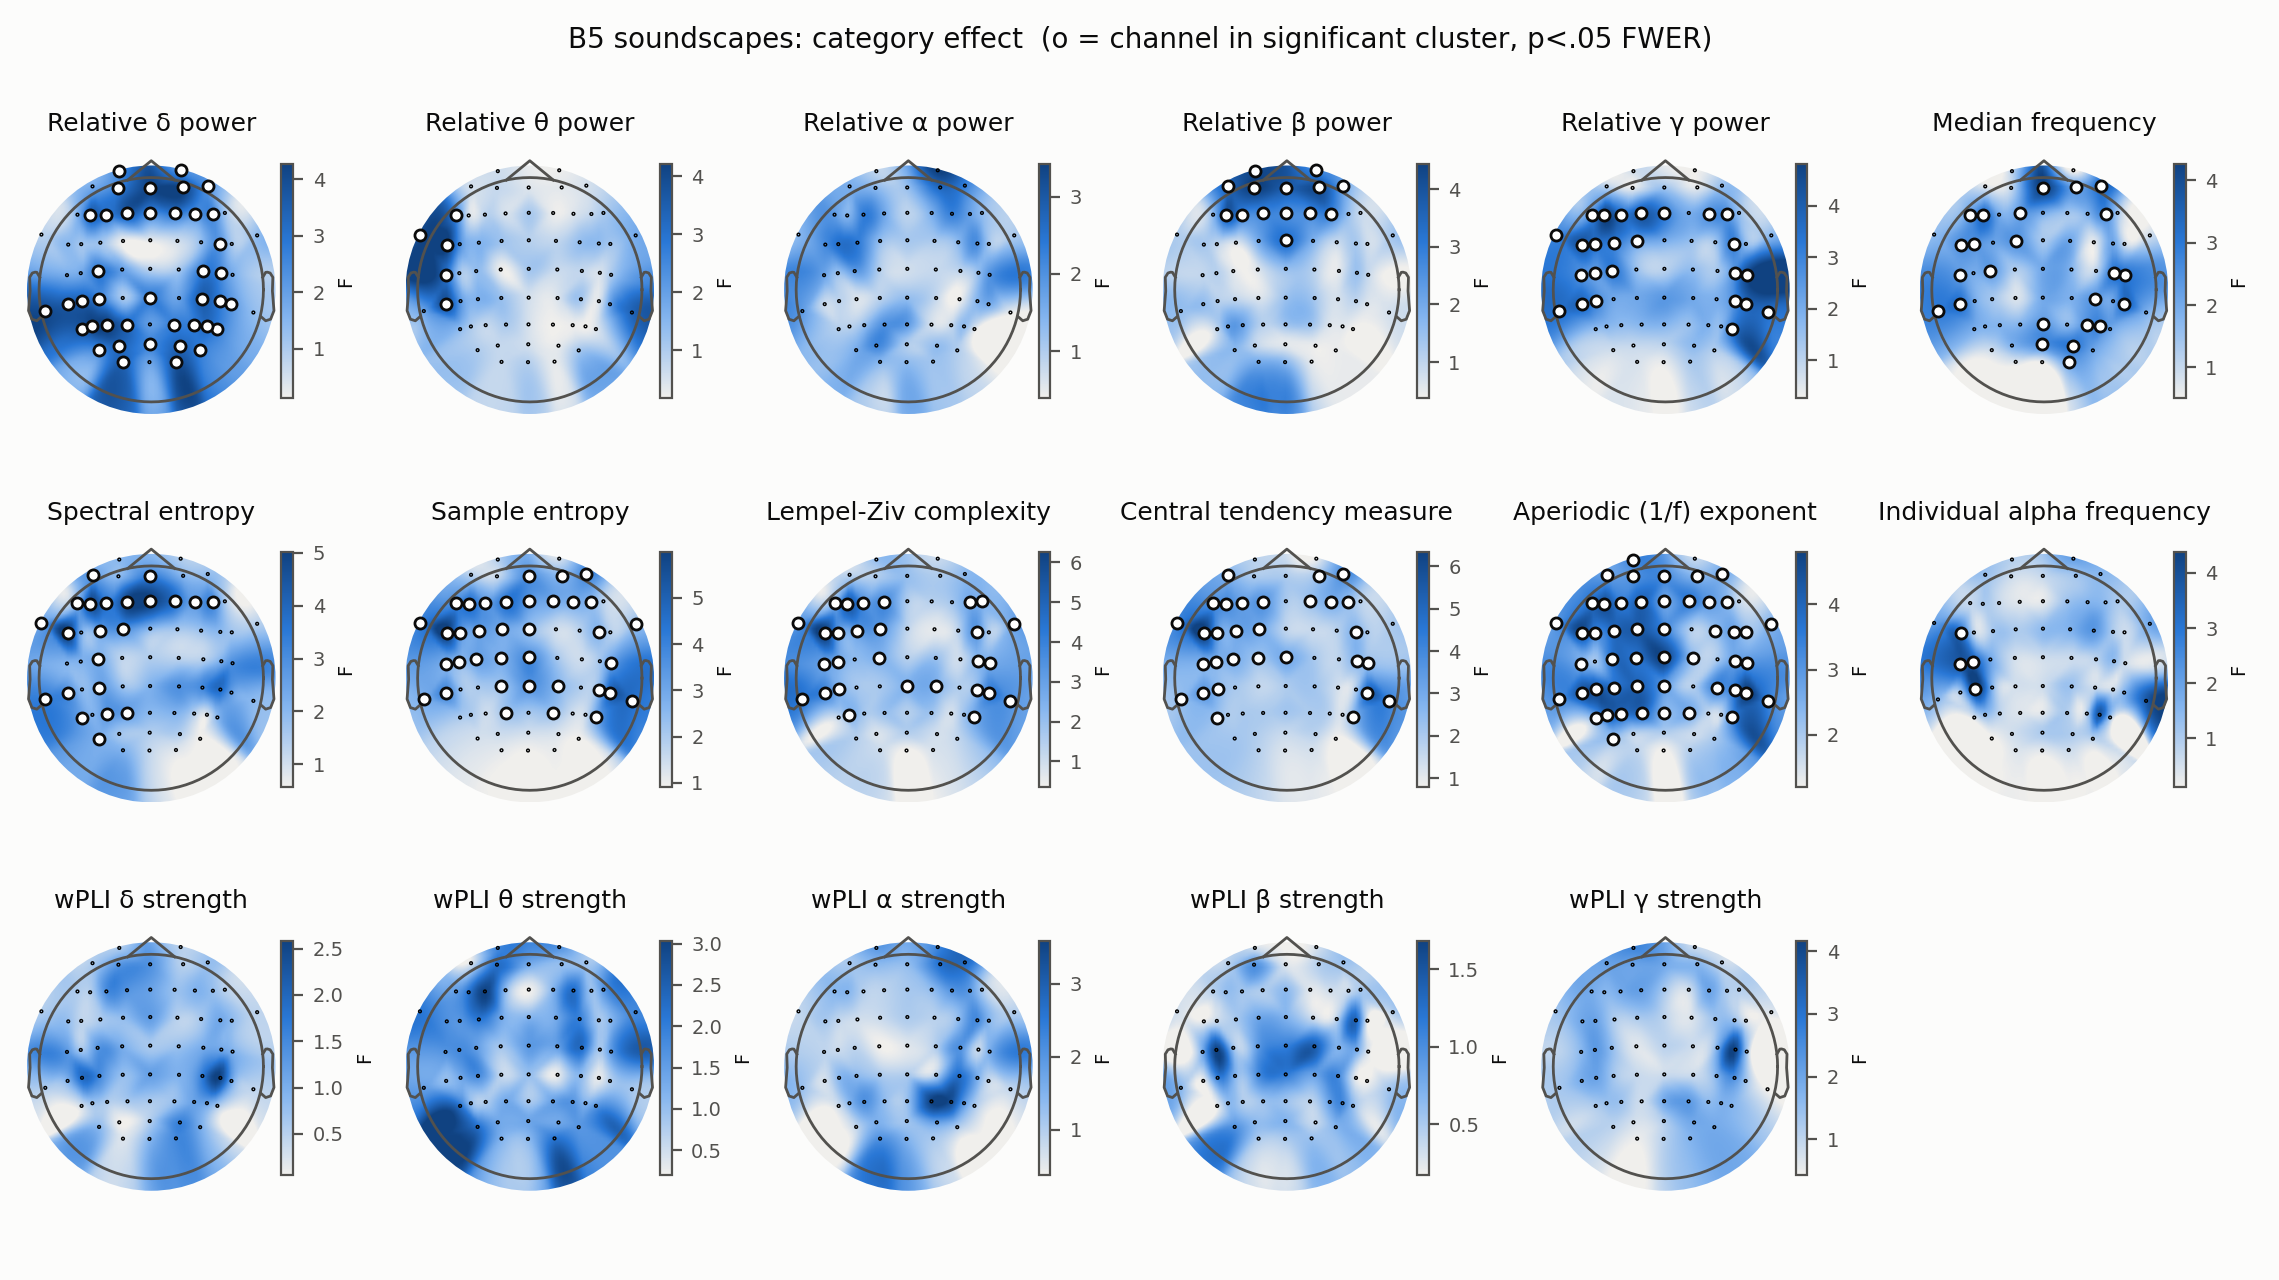 B5 soundscapes: category effect  (o = channel in significant cluster, p<.05 FWER)
Relative δ power
Relative θ power
Relative α power
Relative β power
Relative γ power
Median frequency
4
3
2
1
F
4
3
2
1
F
3
2
1
F
4
3
2
1
F
4
3
2
1
F
4
3
2
1
F
Spectral entropy
Sample entropy
Lempel-Ziv complexity
Central tendency measure
Aperiodic (1/f) exponent
Individual alpha frequency
5
4
3
2
1
F
5
4
3
2
1
F
6
5
4
3
2
1
F
6
5
4
3
2
1
F
4
3
2
F
4
3
2
1
F
wPLI δ strength
wPLI θ strength
wPLI α strength
wPLI β strength
wPLI γ strength
2.5
2.0
1.5
1.0
0.5
F
3.0
2.5
2.0
1.5
1.0
0.5
F
3
2
1
F
1.5
1.0
0.5
F
4
3
2
1
F